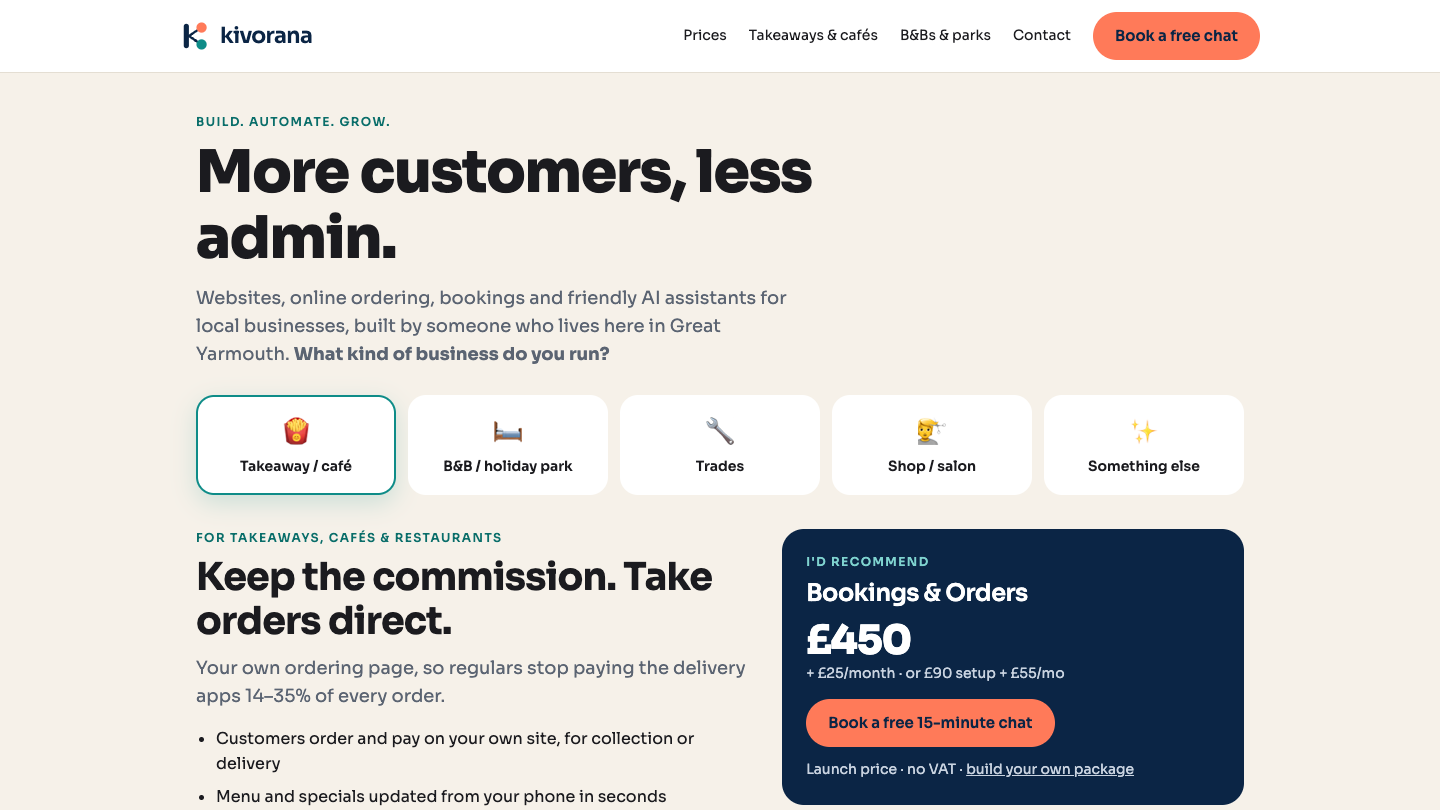 kivorana
Prices
Takeaways & cafés
B&Bs & parks
Contact
Book a free chat
BUILD. AUTOMATE. GROW.
More customers, less
admin.
Websites, online ordering, bookings and friendly AI assistants for
local businesses, built by someone who lives here in Great
Yarmouth. What kind of business do you run?
Takeaway / café
B&B / holiday park
Trades
Shop / salon
Something else
FOR TAKEAWAYS, CAFÉS & RESTAURANTS
Keep the commission. Take
orders direct.
Your own ordering page, so regulars stop paying the delivery
apps 14–35% of every order.
• Customers order and pay on your own site, for collection or
delivery
• Menu and specials updated from your phone in seconds
I'D RECOMMEND
Bookings & Orders
£450
+ £25/month · or £90 setup + £55/mo
Book a free 15-minute chat
Launch price · no VAT · build your own package